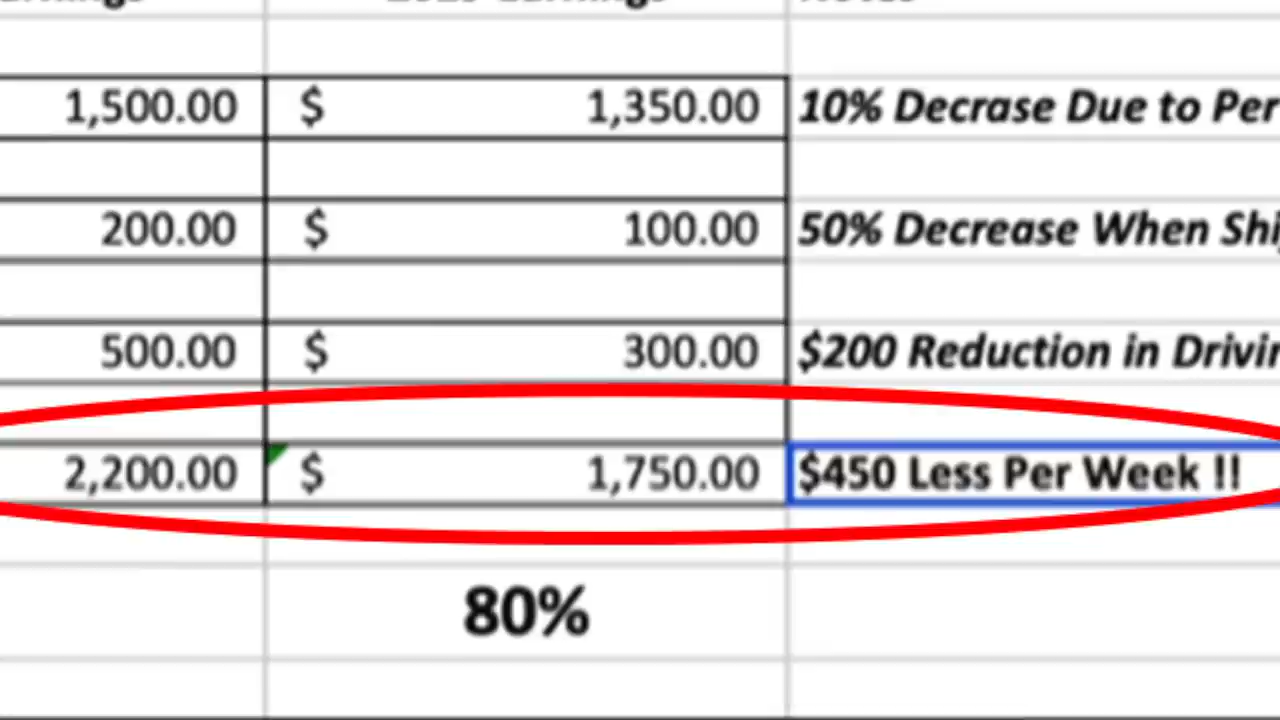 1,500.00 $ 1,350.00 10% Decrase Due to Per
200.00 $ 100.00 50% Decrease When Shi
500.00 $ 300.00 $200 Reduction in Drivin
2,200.00 $ 1,750.00 $450 Less Per Week !!
80%